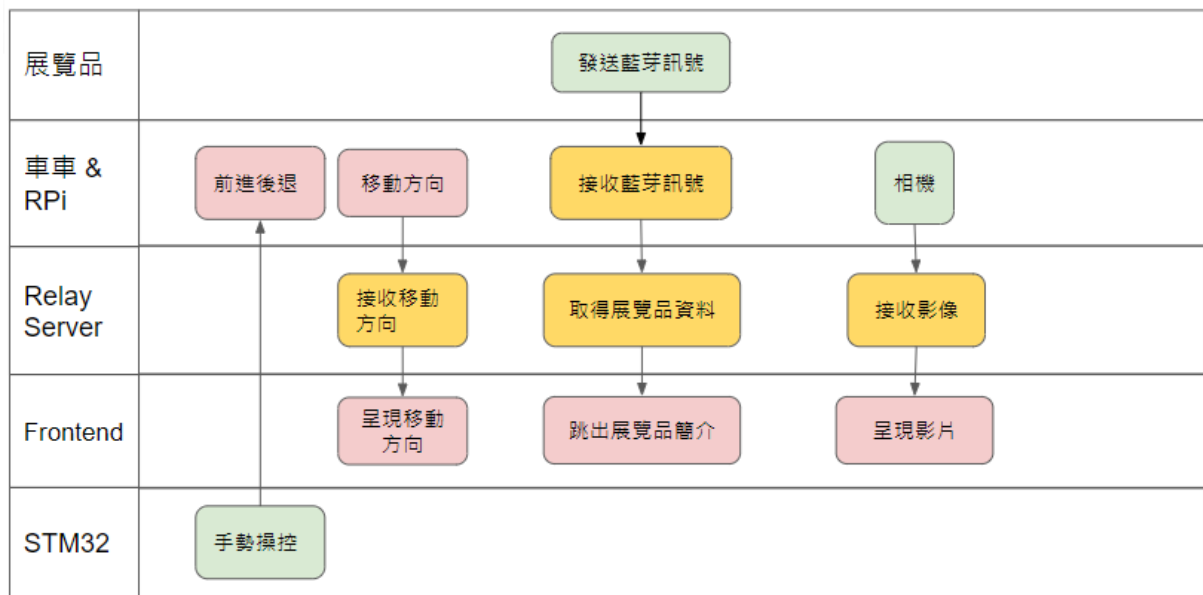 展覽品
發送藍芽訊號
車車 &
RPi
前進後退
移動方向
接收藍芽訊號
相機
Relay
Server
接收移動
方向
取得展覽品資料
接收影像
Frontend
呈現移動
方向
跳出展覽品簡介
呈現影片
STM32
手勢操控